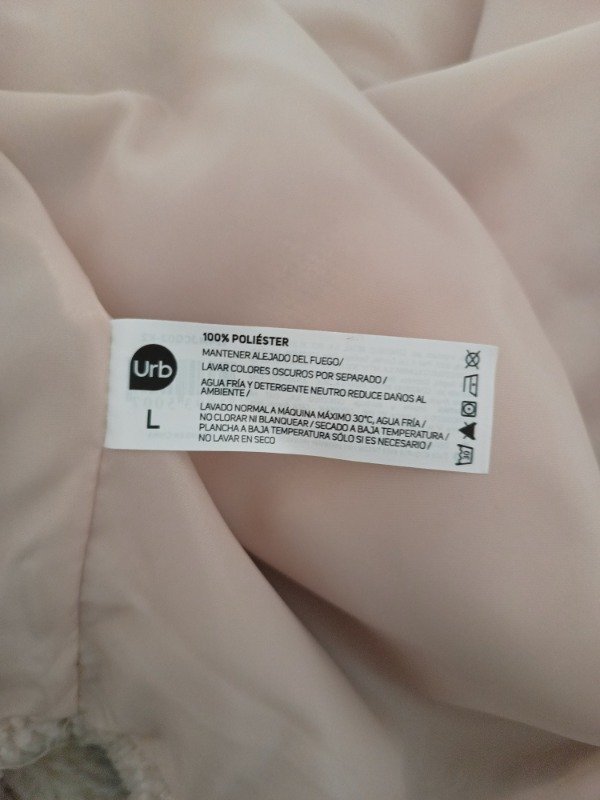 Urb
L
100% POLIÉSTER
MANTENER ALEJADO DEL FUEGO/
LAVAR COLORES OSCUROS POR SEPARADO /
AGUA FRÍA Y DETERGENTE NEUTRO REDUCE DAÑOS AL
AMBIENTE /
LAVADO NORMAL A MÁQUINA MÁXIMO 30°C, AGUA FRÍA /
NO CLORAR NI BLANQUEAR / SECADO A BAJA TEMPERATURA /
PLANCHA A BAJA TEMPERATURA SÓLO SI ES NECESARIO /
NO LAVAR EN SECO
30